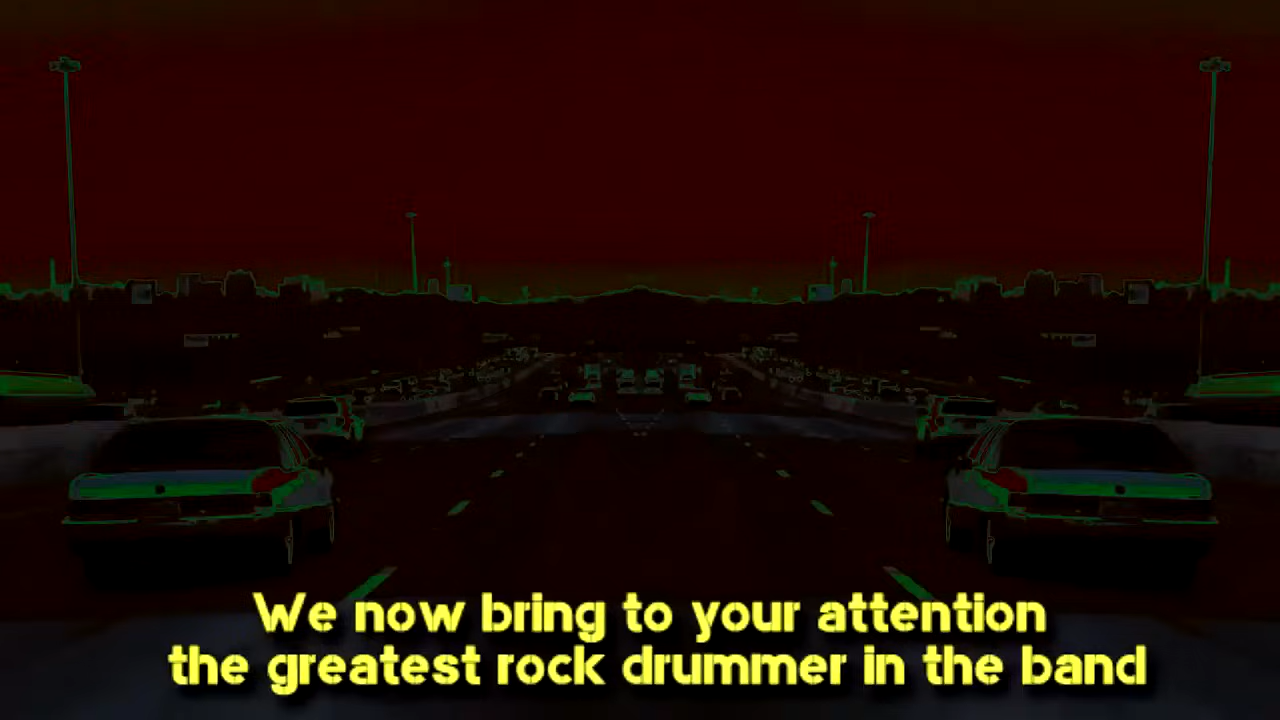 We now bring to your attention
the greatest rock drummer in the band